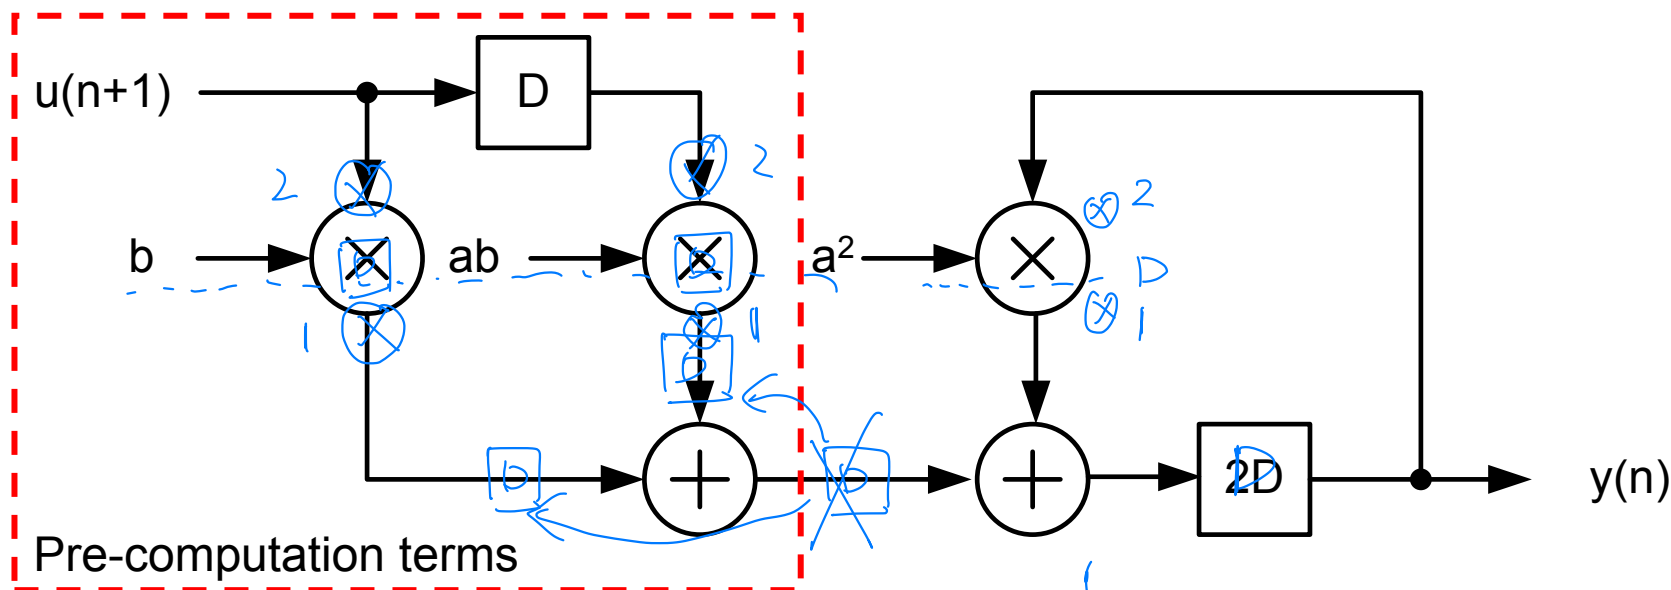 u(n+1) D
2 2 2
b D ab D a² D
1 1 1
D
D D 2D D y(n)
Pre-computation terms